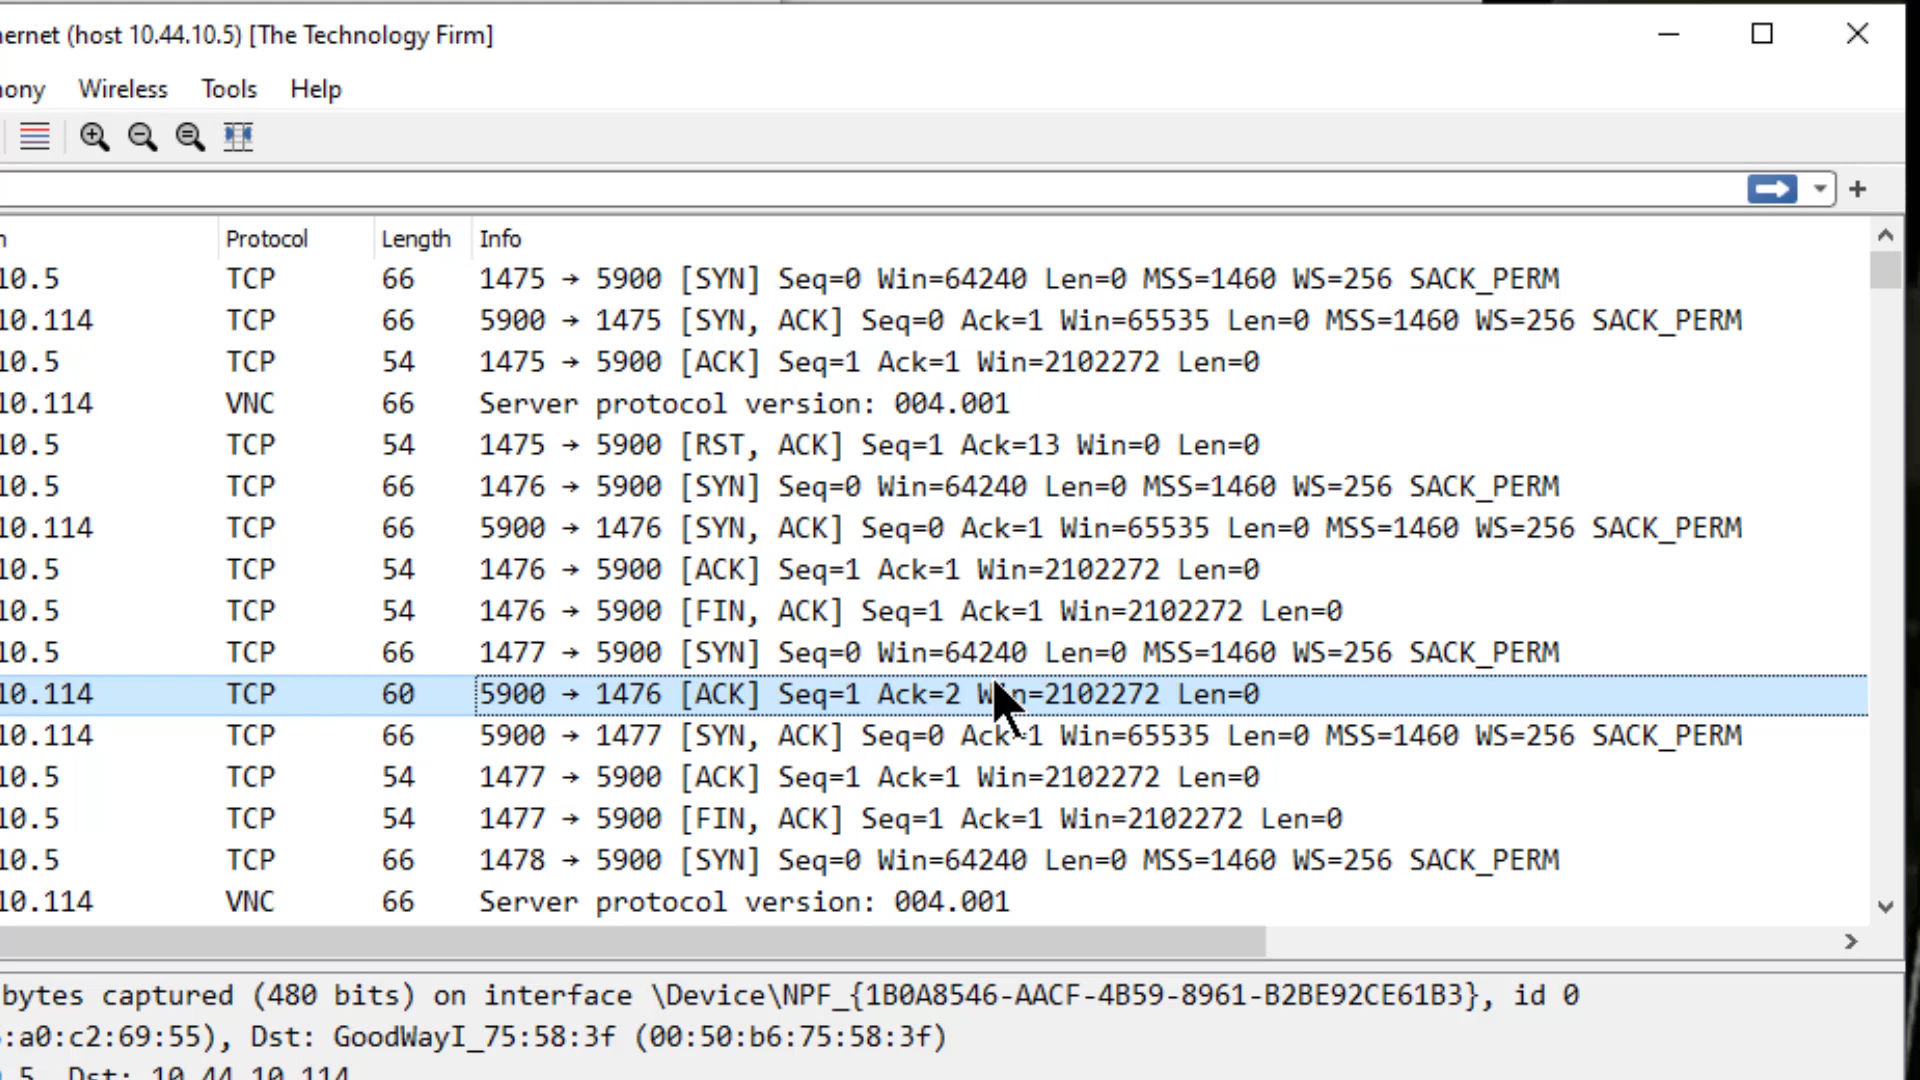 ernet (host 10.44.10.5) [The Technology Firm]
ony Wireless Tools Help
Protocol Length Info
10.5 TCP 66 1475 → 5900 [SYN] Seq=0 Win=64240 Len=0 MSS=1460 WS=256 SACK_PERM
10.114 TCP 66 5900 → 1475 [SYN, ACK] Seq=0 Ack=1 Win=65535 Len=0 MSS=1460 WS=256 SACK_PERM
10.5 TCP 54 1475 → 5900 [ACK] Seq=1 Ack=1 Win=2102272 Len=0
10.114 VNC 66 Server protocol version: 004.001
10.5 TCP 54 1475 → 5900 [RST, ACK] Seq=1 Ack=13 Win=0 Len=0
10.5 TCP 66 1476 → 5900 [SYN] Seq=0 Win=64240 Len=0 MSS=1460 WS=256 SACK_PERM
10.114 TCP 66 5900 → 1476 [SYN, ACK] Seq=0 Ack=1 Win=65535 Len=0 MSS=1460 WS=256 SACK_PERM
10.5 TCP 54 1476 → 5900 [ACK] Seq=1 Ack=1 Win=2102272 Len=0
10.5 TCP 54 1476 → 5900 [FIN, ACK] Seq=1 Ack=1 Win=2102272 Len=0
10.5 TCP 66 1477 → 5900 [SYN] Seq=0 Win=64240 Len=0 MSS=1460 WS=256 SACK_PERM
10.114 TCP 60 5900 → 1476 [ACK] Seq=1 Ack=2 Win=2102272 Len=0
10.114 TCP 66 5900 → 1477 [SYN, ACK] Seq=0 Ack=1 Win=65535 Len=0 MSS=1460 WS=256 SACK_PERM
10.5 TCP 54 1477 → 5900 [ACK] Seq=1 Ack=1 Win=2102272 Len=0
10.5 TCP 54 1477 → 5900 [FIN, ACK] Seq=1 Ack=1 Win=2102272 Len=0
10.5 TCP 66 1478 → 5900 [SYN] Seq=0 Win=64240 Len=0 MSS=1460 WS=256 SACK_PERM
10.114 VNC 66 Server protocol version: 004.001
bytes captured (480 bits) on interface \Device\NPF_{1B0A8546-AACF-4B59-8961-B2BE92CE61B3}, id 0
:a0:c2:69:55), Dst: GoodWayI_75:58:3f (00:50:b6:75:58:3f)
.5, Dst: 10.44.10.114